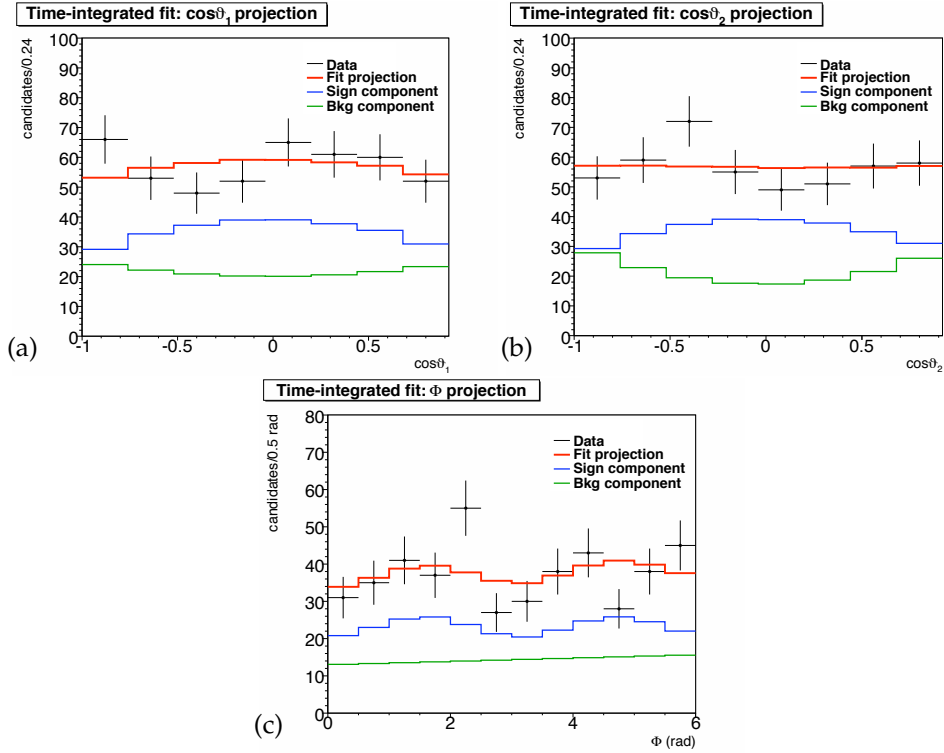 Time-integrated fit: cosϑ₁ projection
candidates/0.24
100
90
80
70
60
50
40
30
20
10
0
Data
Fit projection
Sign component
Bkg component
-1
-0.5
0
0.5
cosϑ₁
(a)
Time-integrated fit: cosϑ₂ projection
candidates/0.24
100
90
80
70
60
50
40
30
20
10
0
Data
Fit projection
Sign component
Bkg component
-1
-0.5
0
0.5
cosϑ₂
(b)
Time-integrated fit: Φ projection
candidates/0.5 rad
80
70
60
50
40
30
20
10
0
Data
Fit projection
Sign component
Bkg component
0
2
4
6
Φ (rad)
(c)